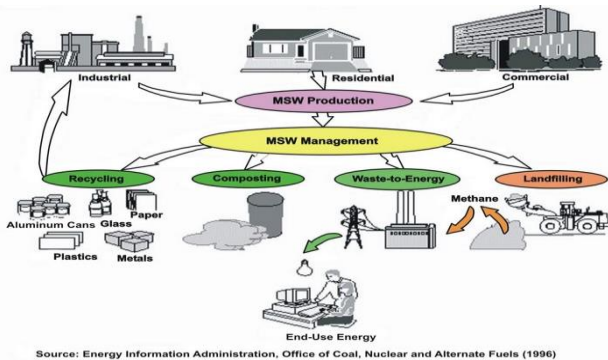 Industrial
Residential
Commercial
MSW Production
MSW Management
Recycling
Composting
Waste-to-Energy
Landfilling
Paper
Aluminum Cans
Glass
Plastics
Metals
Methane
End-Use Energy
Source: Energy Information Administration, Office of Coal, Nuclear and Alternate Fuels (1996)